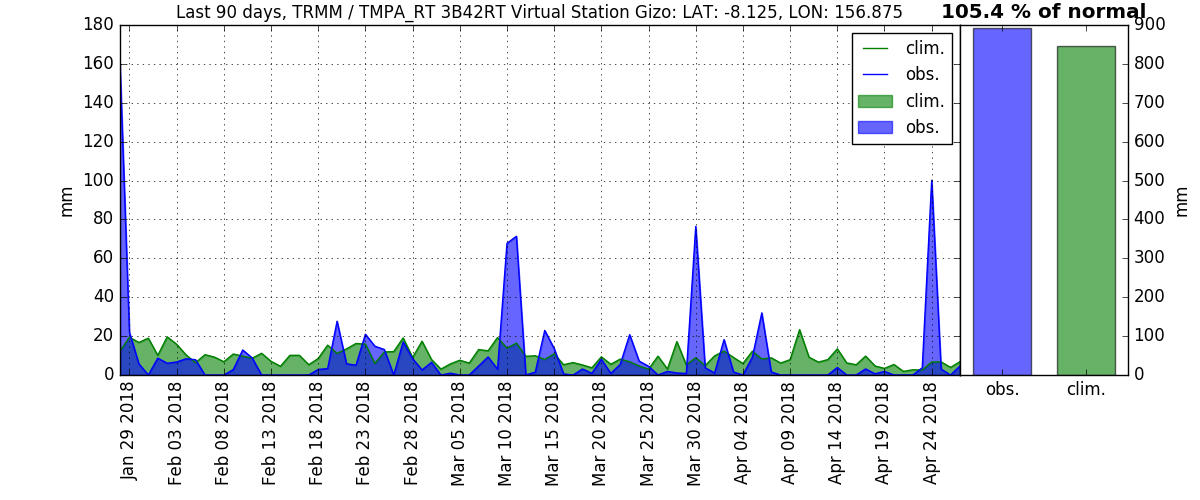 Last 90 days, TRMM / TMPA_RT 3B42RT Virtual Station Gizo: LAT: -8.125, LON: 156.875
105.4 % of normal
180
160
140
120
100
80
60
40
20
0
mm
clim.
obs.
clim.
obs.
900
800
700
600
500
400
300
200
100
0
mm
obs.
clim.
Jan 29 2018
Feb 03 2018
Feb 08 2018
Feb 13 2018
Feb 18 2018
Feb 23 2018
Feb 28 2018
Mar 05 2018
Mar 10 2018
Mar 15 2018
Mar 20 2018
Mar 25 2018
Mar 30 2018
Apr 04 2018
Apr 09 2018
Apr 14 2018
Apr 19 2018
Apr 24 2018